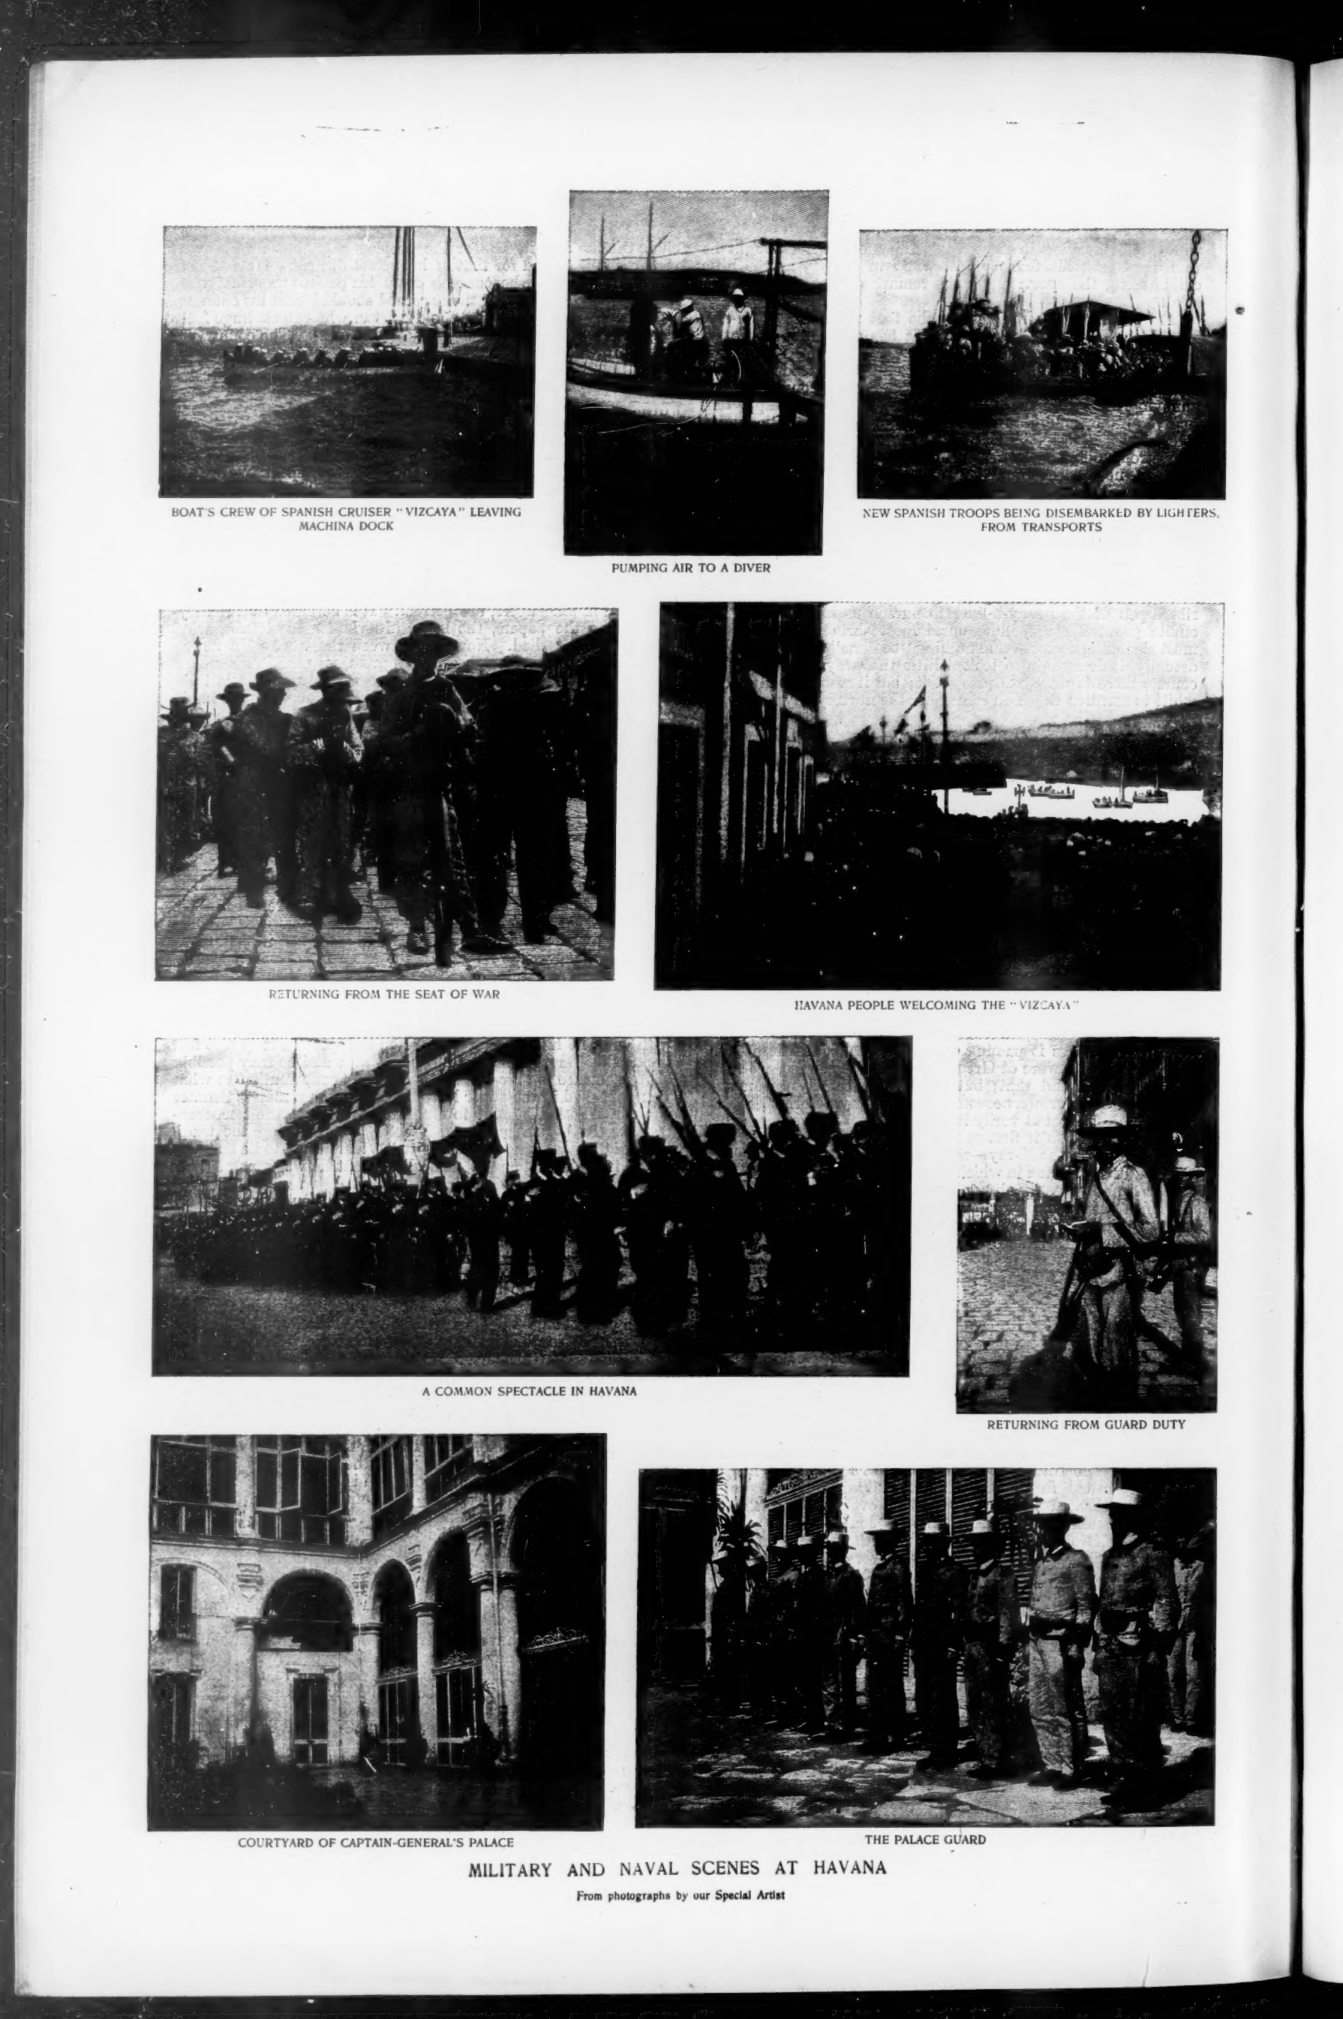 BOAT'S CREW OF SPANISH CRUISER "VIZCAYA" LEAVING
MACHINA DOCK
PUMPING AIR TO A DIVER
NEW SPANISH TROOPS BEING DISEMBARKED BY LIGHTERS,
FROM TRANSPORTS
RETURNING FROM THE SEAT OF WAR
HAVANA PEOPLE WELCOMING THE "VIZCAYA"
A COMMON SPECTACLE IN HAVANA
RETURNING FROM GUARD DUTY
COURTYARD OF CAPTAIN-GENERAL'S PALACE
THE PALACE GUARD
MILITARY AND NAVAL SCENES AT HAVANA
From photographs by our Special Artist